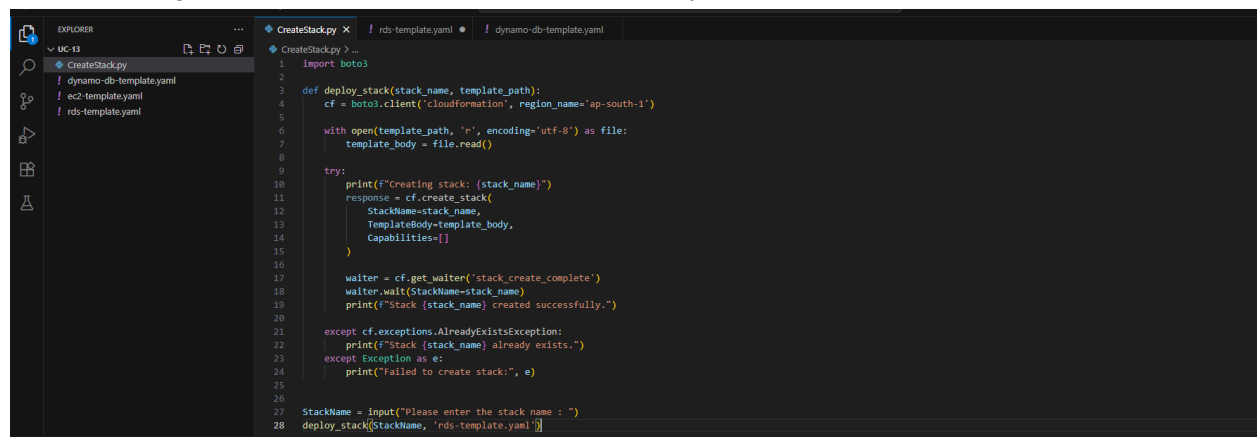 EXPLORER
...
CreateStack.py
rds-template.yaml
dynamo-db-template.yaml
UC-13
CreateStack.py
dynamo-db-template.yaml
ec2-template.yaml
rds-template.yaml
1
CreateStack.py > ...
1 import boto3
2
3 def deploy_stack(stack_name, template_path):
4     cf = boto3.client('cloudformation', region_name='ap-south-1')
5
6     with open(template_path, 'r', encoding='utf-8') as file:
7         template_body = file.read()
8
9     try:
10         print(f"Creating stack: {stack_name}")
11         response = cf.create_stack(
12             StackName=stack_name,
13             TemplateBody=template_body,
14             Capabilities=[]
15         )
16
17         waiter = cf.get_waiter('stack_create_complete')
18         waiter.wait(StackName=stack_name)
19         print(f"Stack {stack_name} created successfully.")
20
21     except cf.exceptions.AlreadyExistsException:
22         print(f"Stack {stack_name} already exists.")
23     except Exception as e:
24         print("Failed to create stack:", e)
25
26
27 StackName = input("Please enter the stack name : ")
28 deploy_stack(StackName, 'rds-template.yaml')